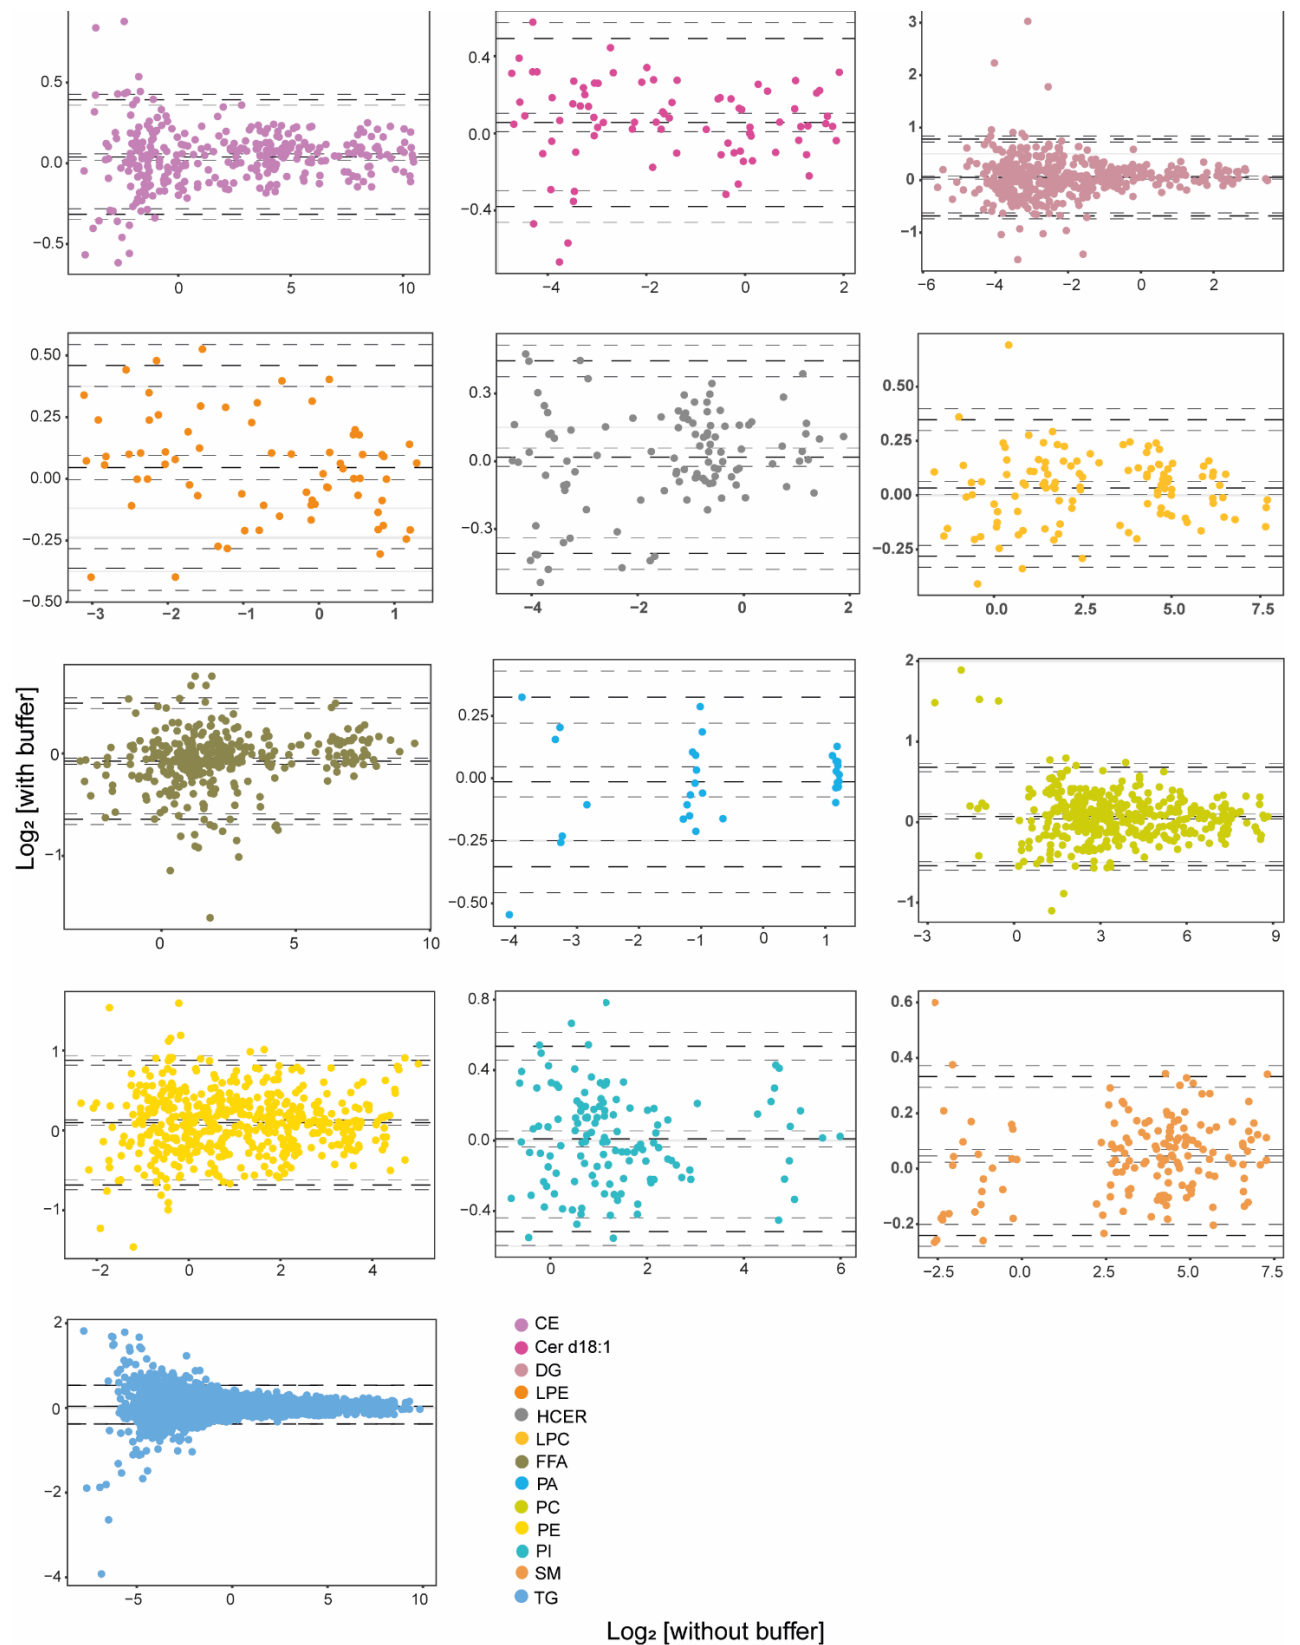 0.5
0.0
−0.5
0 5 10
0.4
0.0
−0.4
−4 −2 0 2
3
2
1
0
−1
−6 −4 −2 0 2
0.50
0.25
0.00
−0.25
−0.50
−3 −2 −1 0 1
0.3
0.0
−0.3
−4 −2 0 2
0.50
0.25
0.00
−0.25
0.0 2.5 5.0 7.5
Log₂ [with buffer]
0
−1
0 5 10
0.25
0.00
−0.25
−0.50
−4 −3 −2 −1 0 1
2
1
0
−1
−3 0 3 6 9
1
0
−1
−2 0 2 4
0.8
0.4
0.0
−0.4
0 2 4 6
0.6
0.4
0.2
0.0
−0.2
−2.5 0.0 2.5 5.0 7.5
2
0
−2
−4
−5 0 5 10
CE
Cer d18:1
DG
LPE
HCER
LPC
FFA
PA
PC
PE
PI
SM
TG
Log₂ [without buffer]